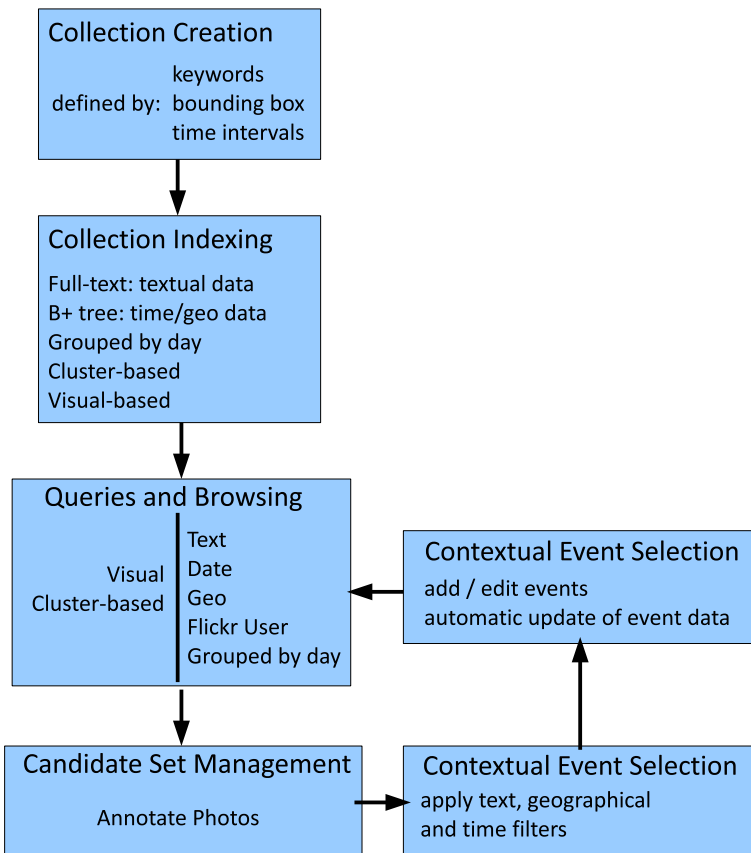 Collection Creation
keywords
defined by: bounding box
time intervals
Collection Indexing
Full-text: textual data
B+ tree: time/geo data
Grouped by day
Cluster-based
Visual-based
Queries and Browsing
Visual
Cluster-based
Text
Date
Geo
Flickr User
Grouped by day
Contextual Event Selection
add / edit events
automatic update of event data
Candidate Set Management
Annotate Photos
Contextual Event Selection
apply text, geographical
and time filters